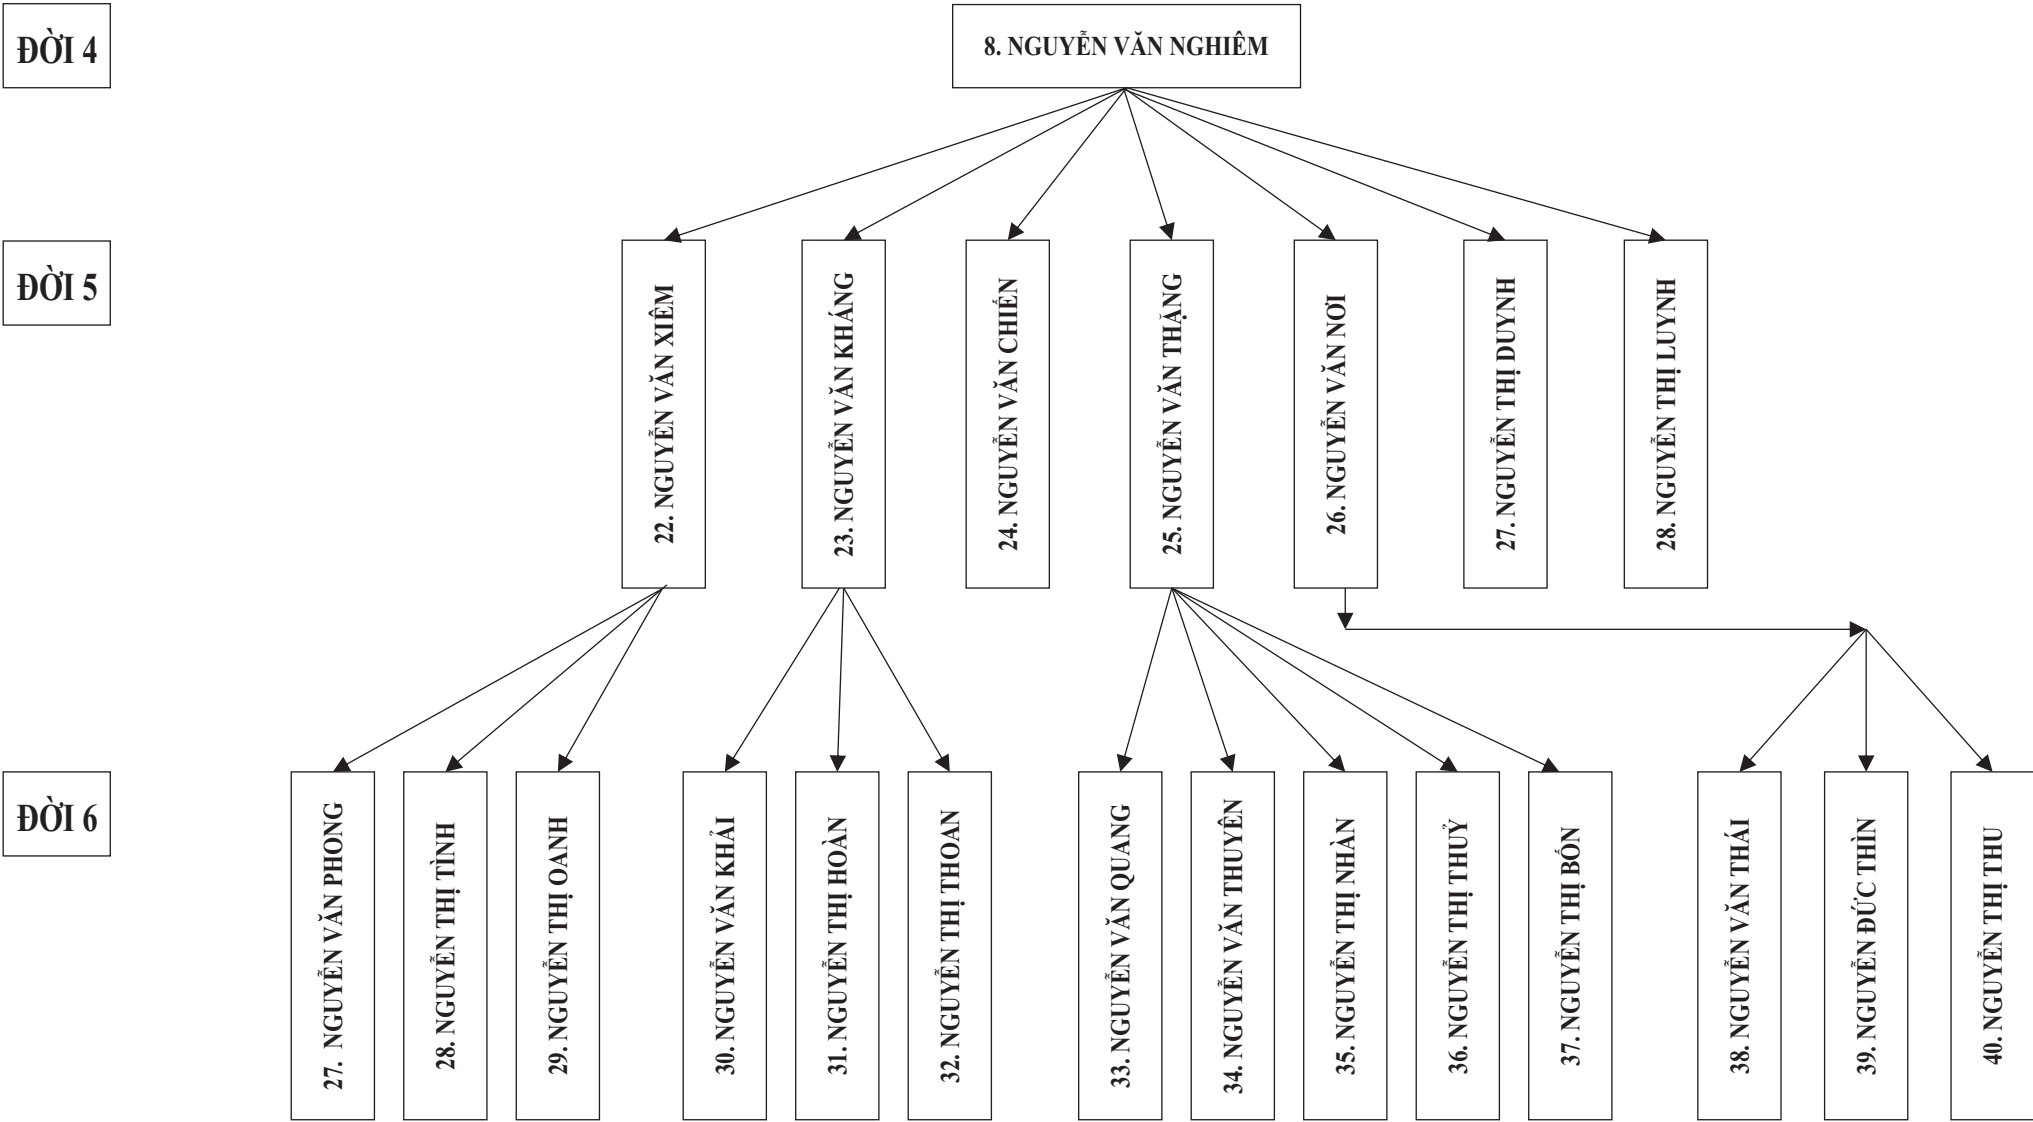 ĐỜI 4
8. NGUYỄN VĂN NGHIÊM
ĐỜI 5
22. NGUYỄN VĂN XIÊM
23. NGUYỄN VĂN KHÁNG
24. NGUYỄN VĂN CHIẾN
25. NGUYỄN VĂN THẶNG
26. NGUYỄN VĂN NƠI
27. NGUYỄN THỊ DUYNH
28. NGUYỄN THỊ LUYNH
ĐỜI 6
27. NGUYỄN VĂN PHONG
28. NGUYỄN THỊ TÌNH
29. NGUYỄN THỊ OANH
30. NGUYỄN VĂN KHẢI
31. NGUYỄN THỊ HOÀN
32. NGUYỄN THỊ THOAN
33. NGUYỄN VĂN QUANG
34. NGUYỄN VĂN THUYÊN
35. NGUYỄN THỊ NHÀN
36. NGUYỄN THỊ THUỶ
37. NGUYỄN THỊ BỐN
38. NGUYỄN VĂN THÁI
39. NGUYỄN ĐỨC THÌN
40. NGUYỄN THỊ THU